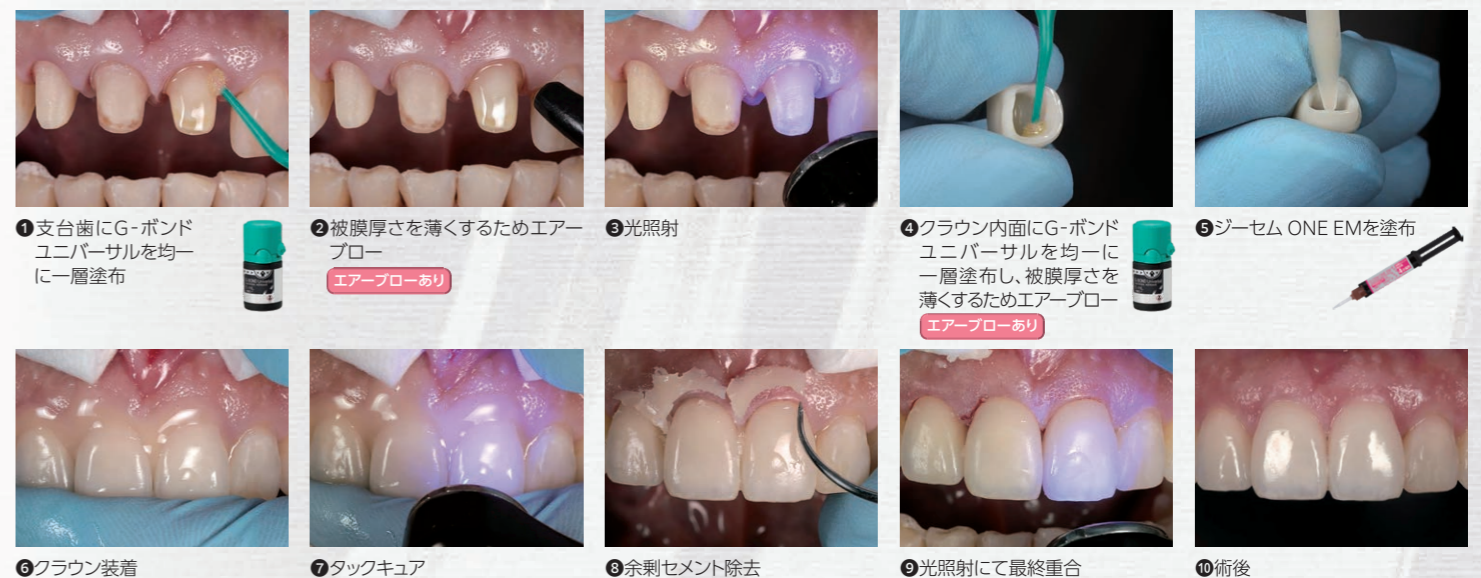 ❶支台歯にG-ボンド
ユニバーサルを均一
に一層塗布
❷被膜厚さを薄くするためエアー
ブロー
エアーブローあり
❸光照射
❹クラウン内面にG-ボンド
ユニバーサルを均一に
一層塗布し、被膜厚さを
薄くするためエアーブロー
エアーブローあり
❺ジーセム ONE EMを塗布
❻クラウン装着
❼タックキュア
❽余剰セメント除去
❾光照射にて最終重合
❿術後